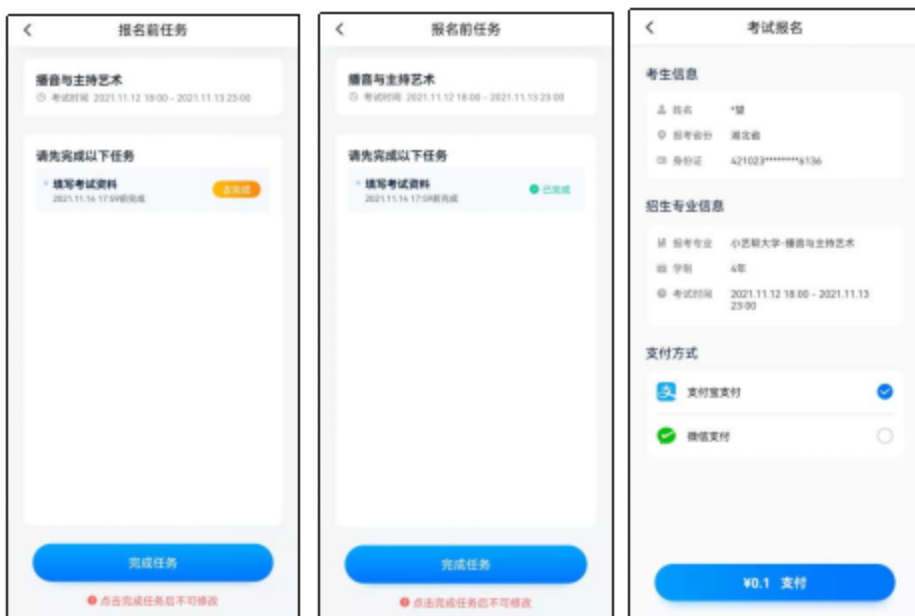 报名前任务
播音与主持艺术
考试时间 2021.11.12 18:00 - 2021.11.13 23:00
请先完成以下任务
填写考试资料
去完成
2021.11.14 17:59前完成
完成任务
点击完成任务后不可修改
报名前任务
播音与主持艺术
考试时间 2021.11.12 18:00 - 2021.11.13 23:00
请先完成以下任务
填写考试资料
已完成
2021.11.14 17:59前完成
完成任务
点击完成任务后不可修改
考试报名
考生信息
姓名 *望
报考省份 湖北省
身份证 421023********6136
招生专业信息
报考专业 小艺帮大学-播音与主持艺术
学制 4年
考试时间 2021.11.12 18:00 - 2021.11.13
23:00
支付方式
支付宝支付
微信支付
¥0.1 支付